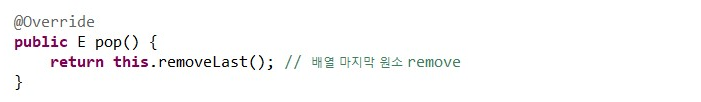 @Override
public E pop() {
    return this.removeLast(); // 배열 마지막 원소 remove
}